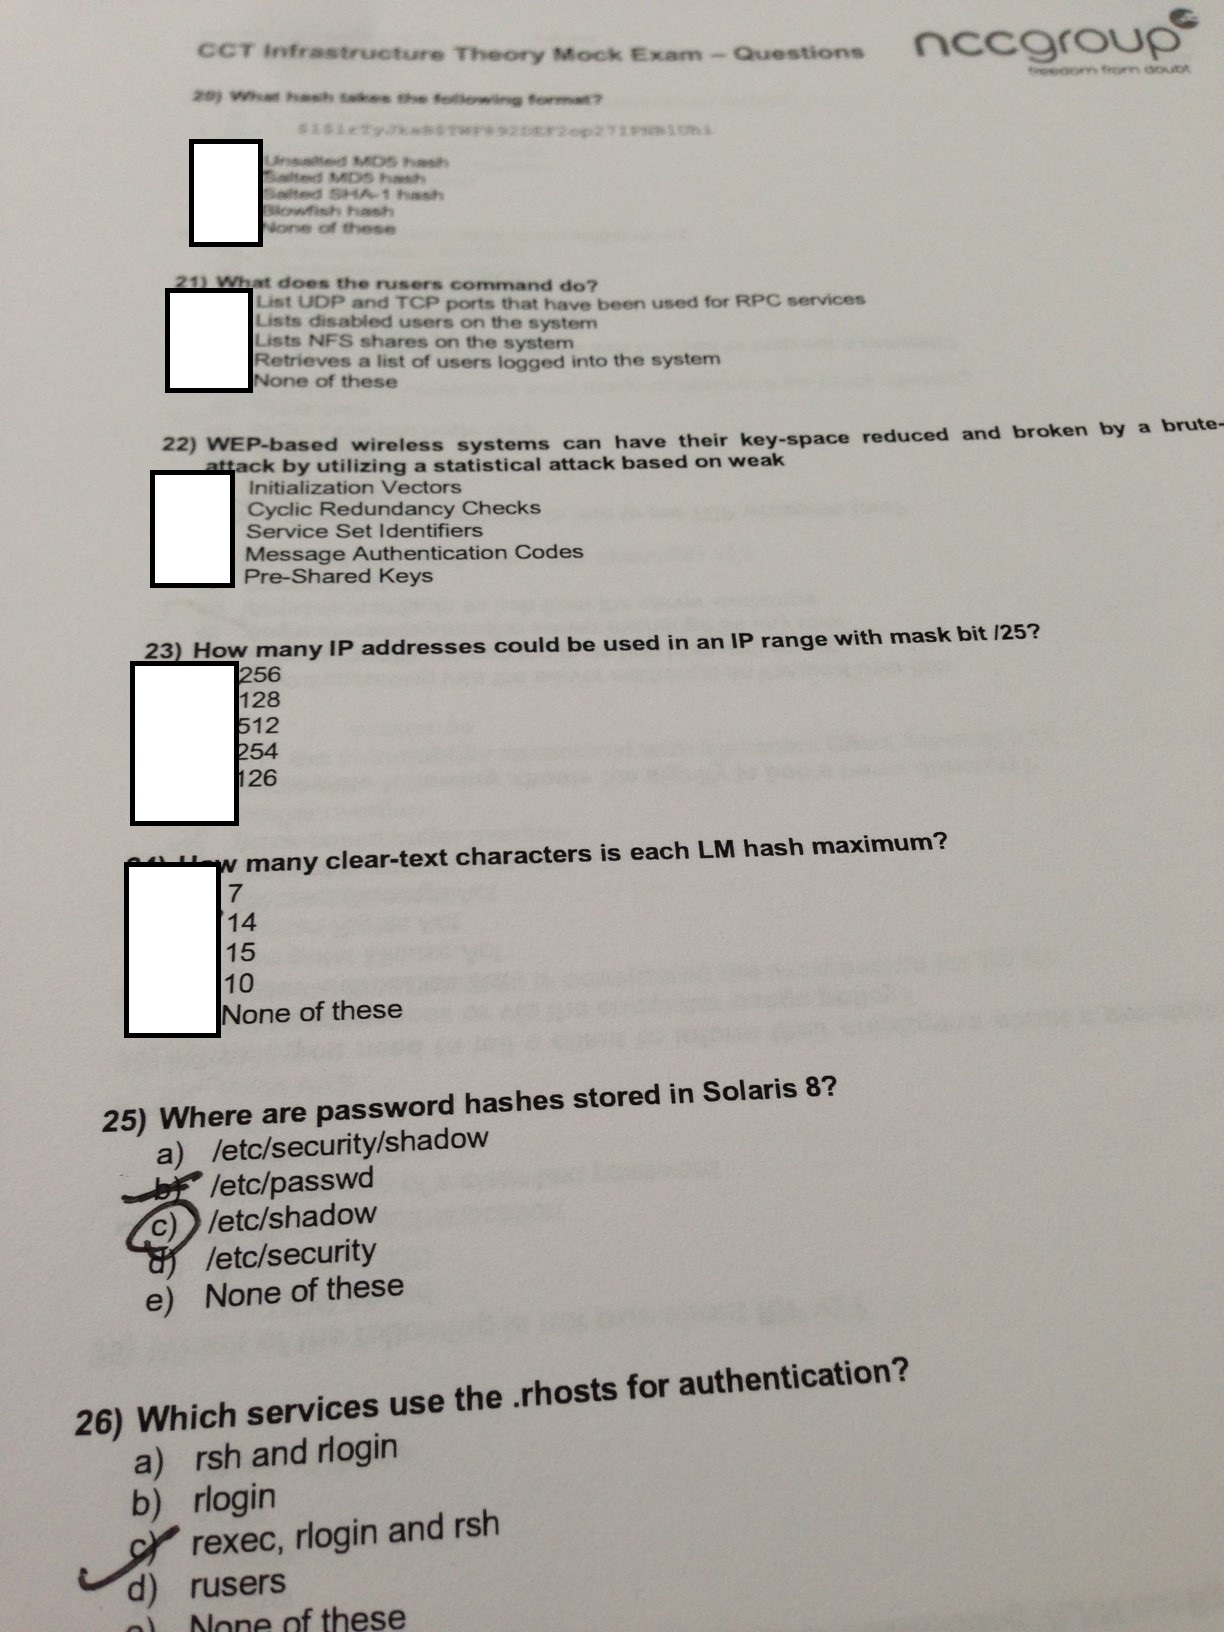 CCT Infrastructure Theory Mock Exam – Questions
nccgroup
freedom from doubt
20) What hash takes the following format?
Unsalted MD5 hash
Salted MD5 hash
Salted SHA-1 hash
Blowfish hash
None of these
21) What does the rusers command do?
List UDP and TCP ports that have been used for RPC services
Lists disabled users on the system
Lists NFS shares on the system
Retrieves a list of users logged into the system
None of these
22) WEP-based wireless systems can have their key-space reduced and broken by a brute-
attack by utilizing a statistical attack based on weak
Initialization Vectors
Cyclic Redundancy Checks
Service Set Identifiers
Message Authentication Codes
Pre-Shared Keys
23) How many IP addresses could be used in an IP range with mask bit /25?
256
128
512
254
126
24) How many clear-text characters is each LM hash maximum?
7
14
15
10
None of these
25) Where are password hashes stored in Solaris 8?
a) /etc/security/shadow
b) /etc/passwd
c) /etc/shadow
d) /etc/security
e) None of these
26) Which services use the .rhosts for authentication?
a) rsh and rlogin
b) rlogin
c) rexec, rlogin and rsh
d) rusers
e) None of these